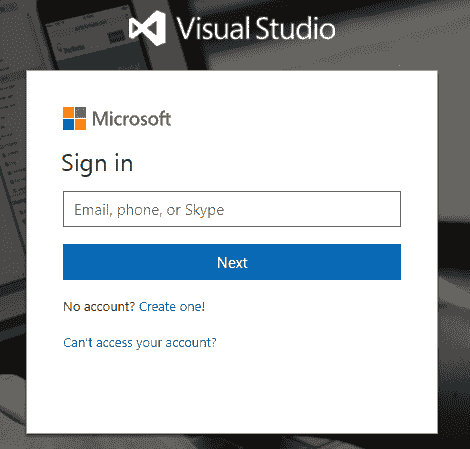 Visual Studio
Microsoft
Sign in
Email, phone, or Skype
Next
No account? Create one!
Can't access your account?